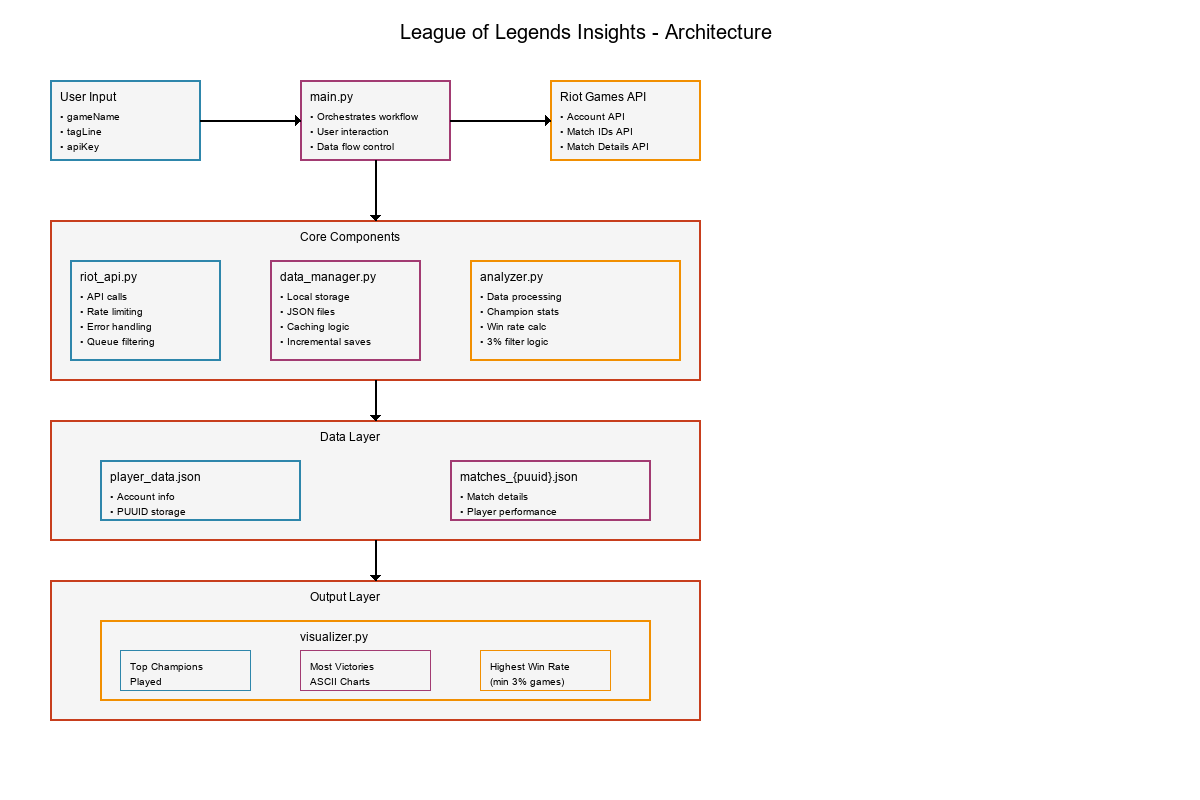 League of Legends Insights - Architecture
User Input
• gameName
• tagLine
• apiKey
main.py
• Orchestrates workflow
• User interaction
• Data flow control
Riot Games API
• Account API
• Match IDs API
• Match Details API
Core Components
riot_api.py
• API calls
• Rate limiting
• Error handling
• Queue filtering
data_manager.py
• Local storage
• JSON files
• Caching logic
• Incremental saves
analyzer.py
• Data processing
• Champion stats
• Win rate calc
• 3% filter logic
Data Layer
player_data.json
• Account info
• PUUID storage
matches_{puuid}.json
• Match details
• Player performance
Output Layer
visualizer.py
Top Champions
Played
Most Victories
ASCII Charts
Highest Win Rate
(min 3% games)